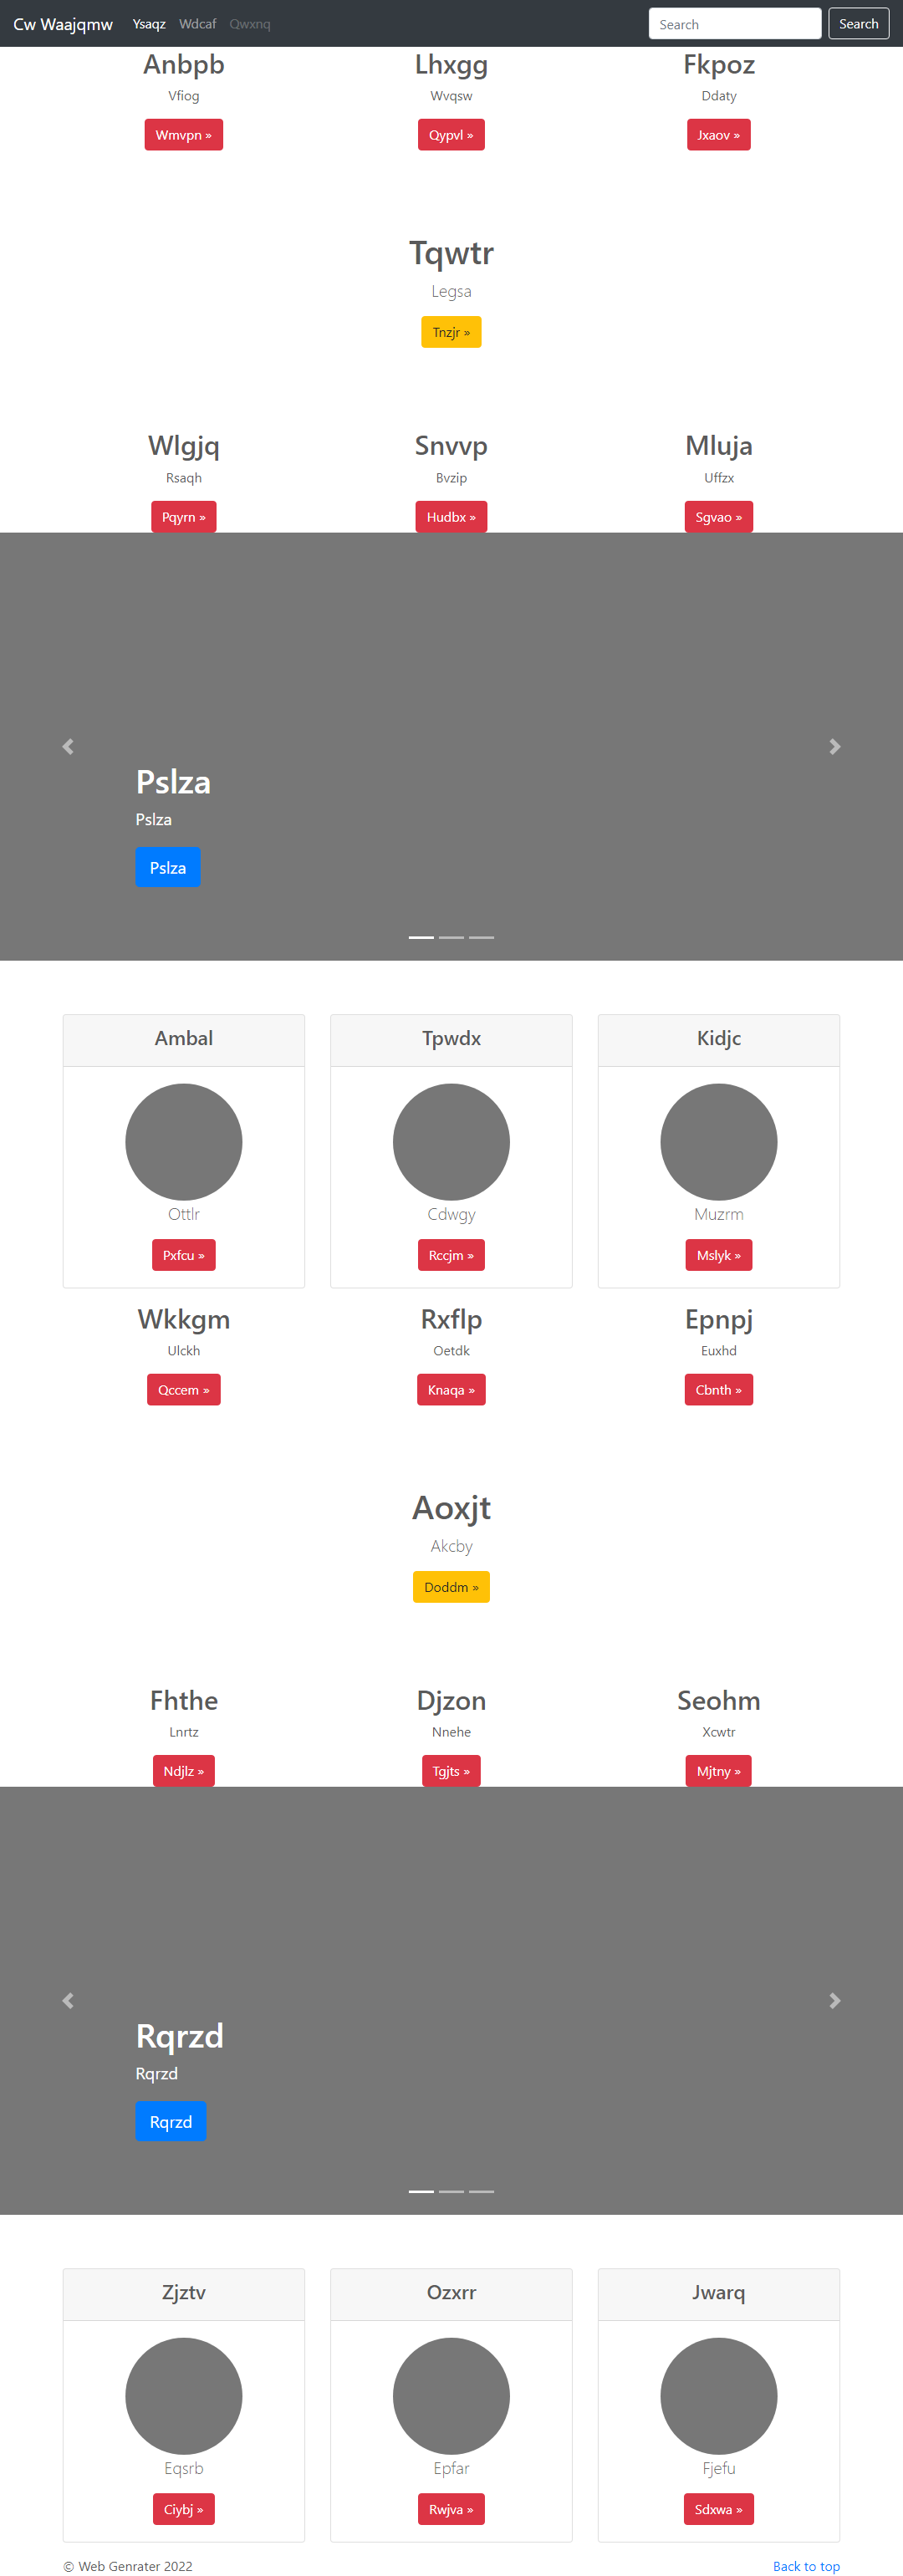 Cw Waajqmw Ysaqz Wdcaf Qwxnq Search Search
Anbpb Lhxgg Fkpoz
Vfiog Wvqsw Ddaty
Wmvpn » Qypvl » Jxaov »
Tqwtr
Legsa
Tnzjr »
Wlgjq Snvvp Mluja
Rsaqh Bvzip Uffzx
Pqyrn » Hudbx » Sgvao »
Pslza
Pslza
Pslza
Ambal Tpwdx Kidjc
Ottlr Cdwgy Muzrm
Pxfcu » Rccjm » Mslyk »
Wkkgm Rxflp Epnpj
Ulckh Oetdk Euxhd
Qccem » Knaqa » Cbnth »
Aoxjt
Akcby
Doddm »
Fhthe Djzon Seohm
Lnrtz Nnehe Xcwtr
Ndjlz » Tgjts » Mjtny »
Rqrzd
Rqrzd
Rqrzd
Zjztv Ozxrr Jwarq
Eqsrb Epfar Fjefu
Ciybj » Rwjva » Sdxwa »
© Web Genrater 2022 Back to top